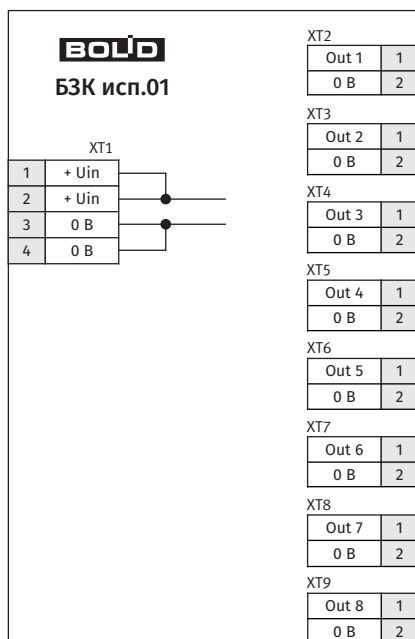 BOLID
БЗК исп.01
XT1
1 + Uin
2 + Uin
3 0 В
4 0 В
XT2
Out 1 1
0 В 2
XT3
Out 2 1
0 В 2
XT4
Out 3 1
0 В 2
XT5
Out 4 1
0 В 2
XT6
Out 5 1
0 В 2
XT7
Out 6 1
0 В 2
XT8
Out 7 1
0 В 2
XT9
Out 8 1
0 В 2